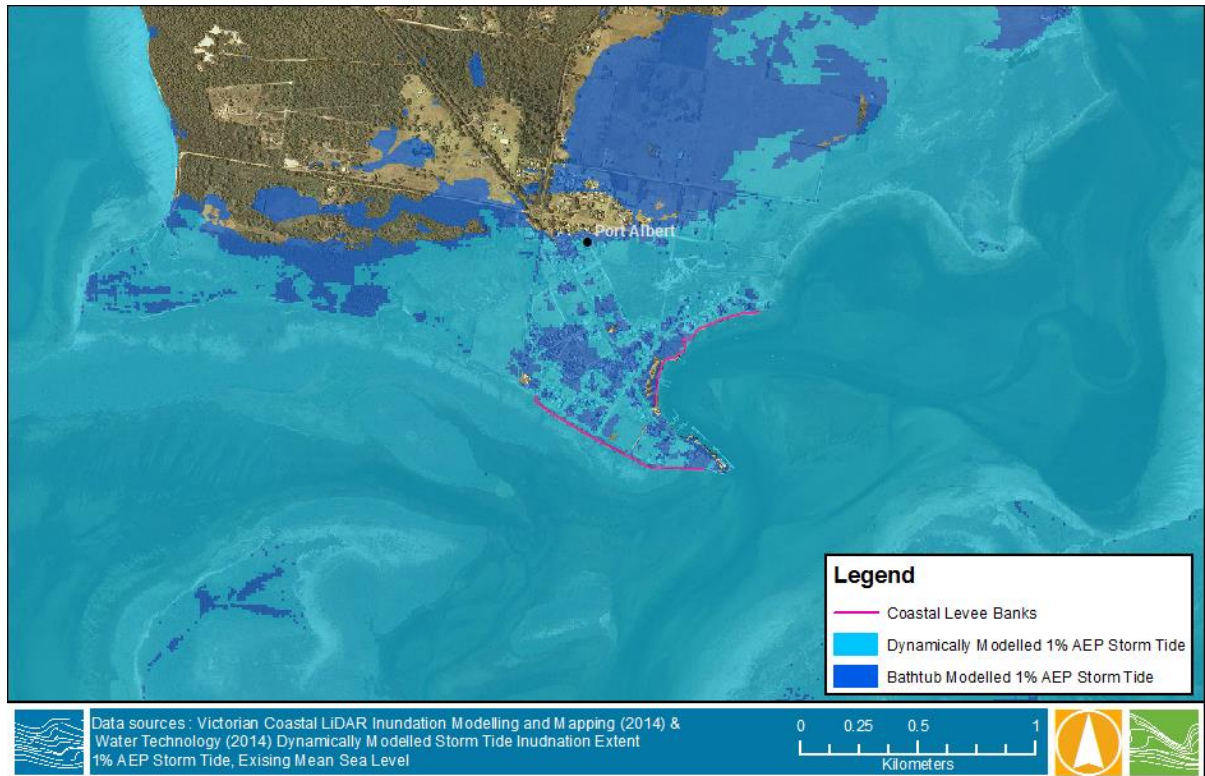 Port Albert
Legend
Coastal Levee Banks
Dynamically Modelled 1% AEP Storm Tide
Bathtub Modelled 1% AEP Storm Tide
Data sources : Victorian Coastal LiDAR Inundation Modelling and Mapping (2014) &
Water Technology (2014) Dynamically Modelled Storm Tide Inudnation Extent
1% AEP Storm Tide, Exising Mean Sea Level
0 0.25 0.5 1
Kilometers